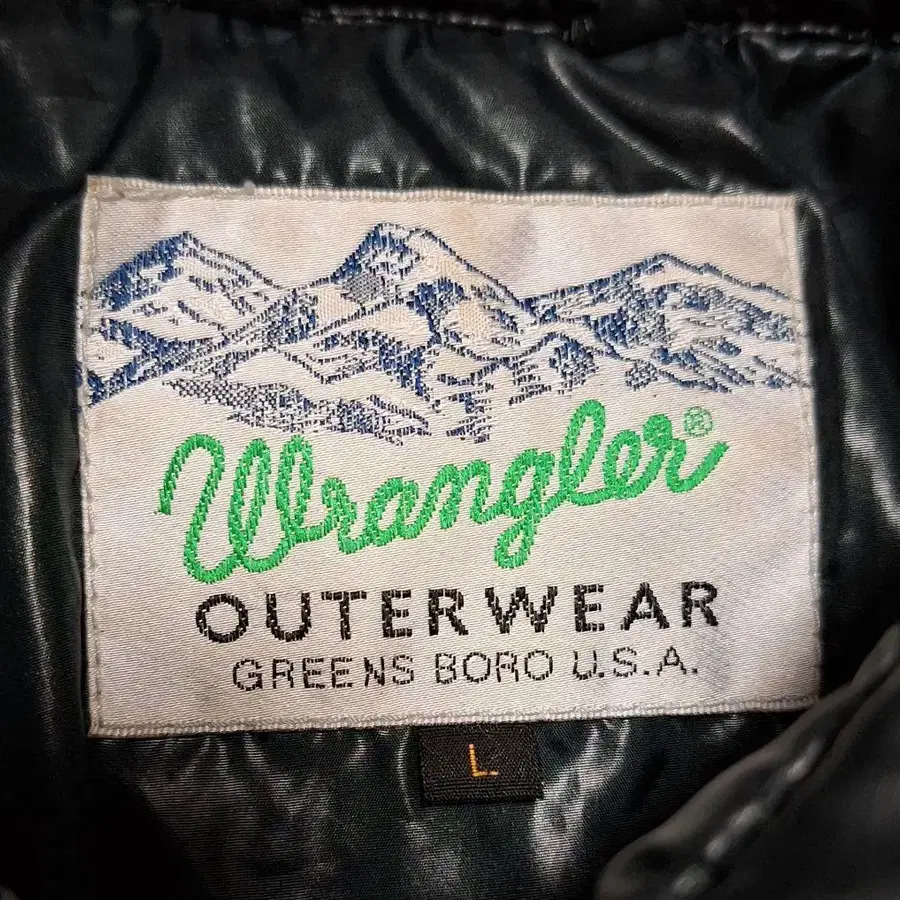 Wrangler®
OUTERWEAR
GREENS BORO U.S.A.
L